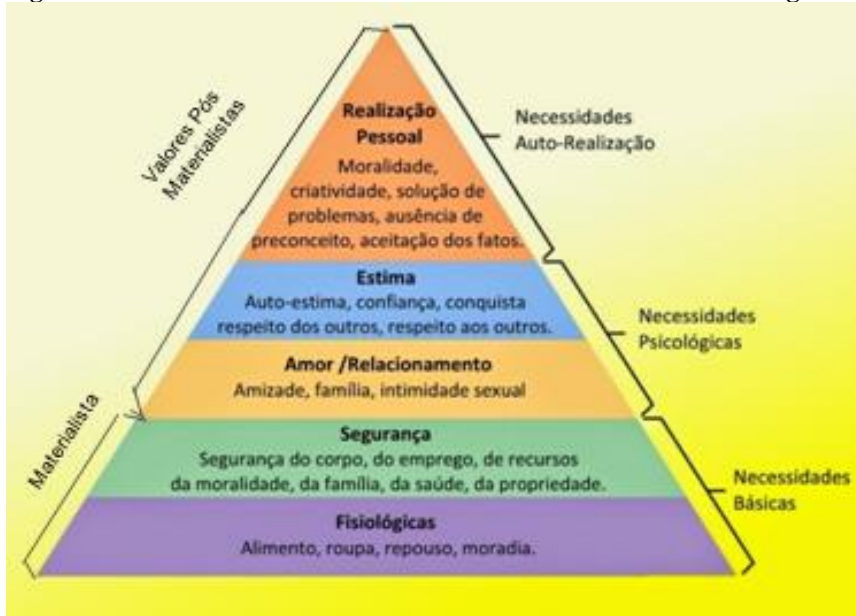 Valores Pós
Materialistas
Materialista
Realização
Pessoal
Moralidade,
criatividade, solução de
problemas, ausência de
preconceito, aceitação dos fatos.
Estima
Auto-estima, confiança, conquista
respeito dos outros, respeito aos outros.
Amor /Relacionamento
Amizade, família, intimidade sexual
Segurança
Segurança do corpo, do emprego, de recursos
da moralidade, da família, da saúde, da propriedade.
Fisiológicas
Alimento, roupa, repouso, moradia.
Necessidades
Auto-Realização
Necessidades
Psicológicas
Necessidades
Básicas